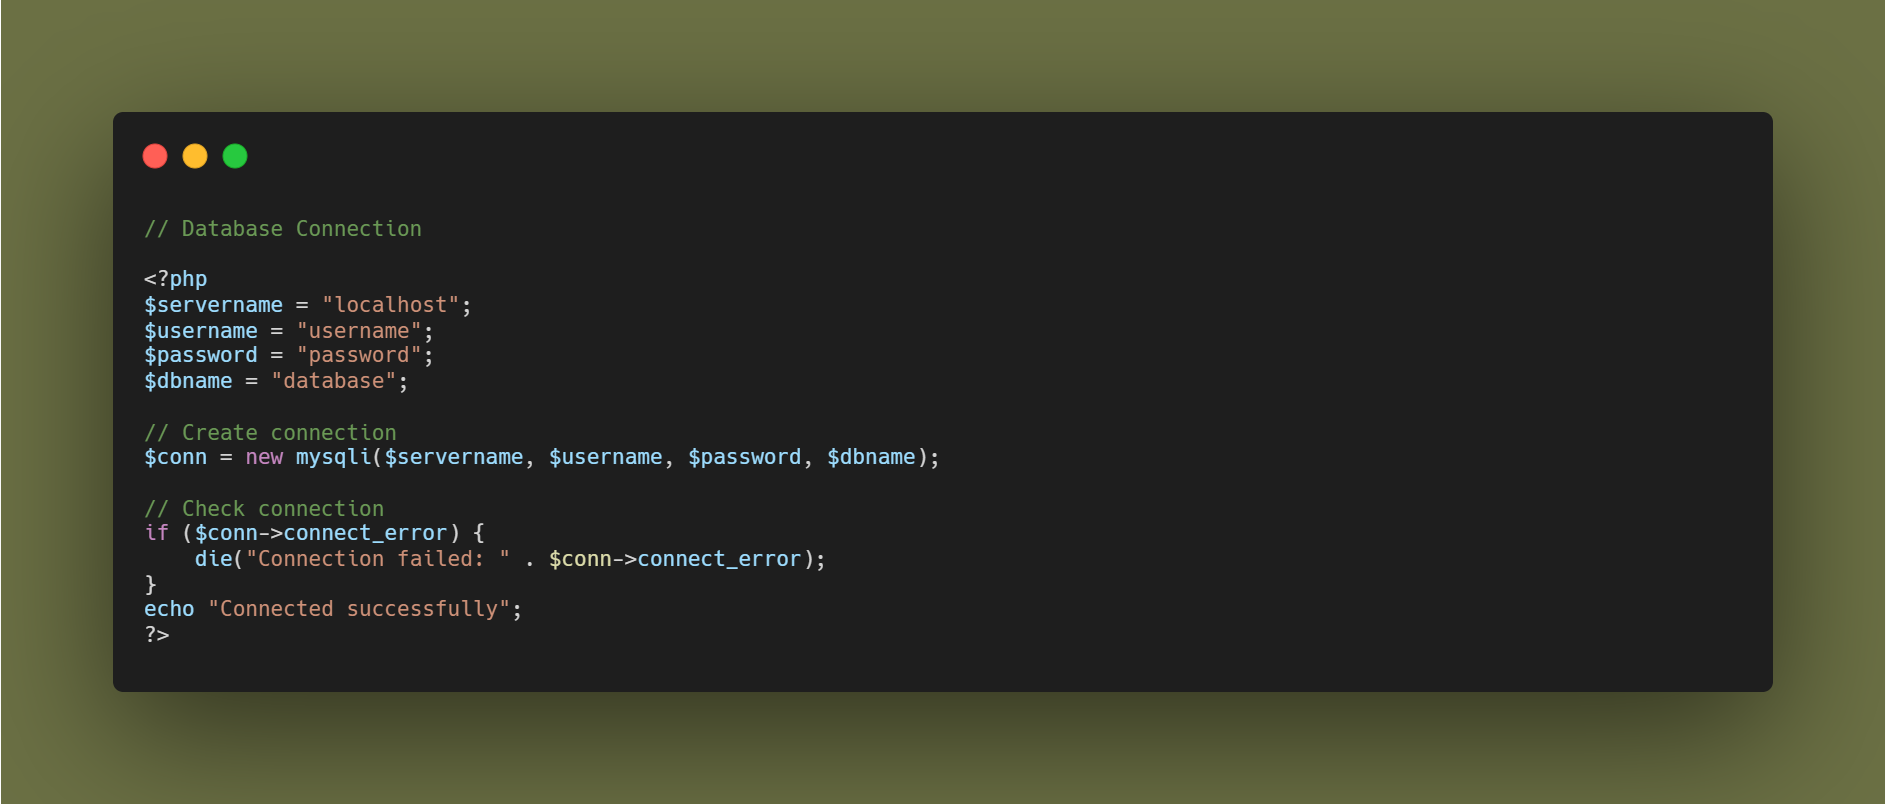 // Database Connection

<?php
$servername = "localhost";
$username = "username";
$password = "password";
$dbname = "database";

// Create connection
$conn = new mysqli($servername, $username, $password, $dbname);

// Check connection
if ($conn->connect_error) {
    die("Connection failed: " . $conn->connect_error);
}
echo "Connected successfully";
?>